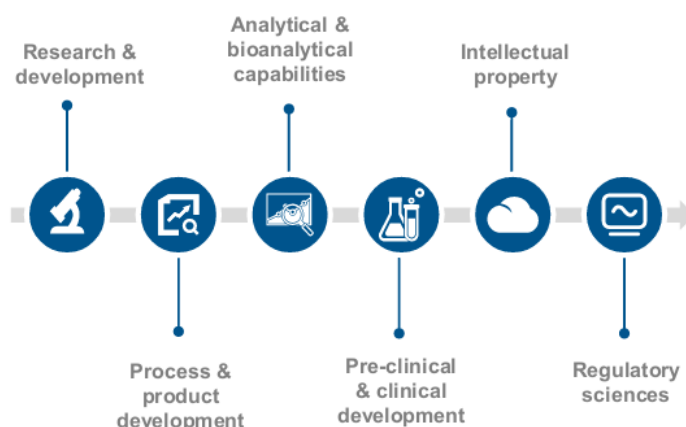 Research &
development
Process &
product
development
Analytical &
bioanalytical
capabilities
Pre-clinical
& clinical
development
Intellectual
property
Regulatory
sciences